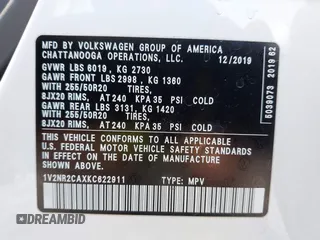 MFD BY VOLKSWAGEN GROUP OF AMERICA
CHATTANOOGA OPERATIONS, LLC. 12/2019
GVWR LBS 6019 , KG 2730
GAWR FRONT LBS 2998 , KG 1360
WITH 255/50R20 TIRES,
8JX20 RIMS, AT 240 KPA 35 PSI COLD
GAWR REAR LBS 3131, KG 1420
WITH 255/50R20 TIRES,
8JX20 RIMS, AT 240 KPA 35 PSI COLD
THIS VEHICLE CONFORMS TO ALL APPLICABLE
U.S. FEDERAL MOTOR VEHICLE SAFETY STANDARDS
IN EFFECT ON THE DATE OF MANUFACTURE SHOWN ABOVE
1V2NR2CAXKC622911 TYPE: MPV
5039073 2019 62